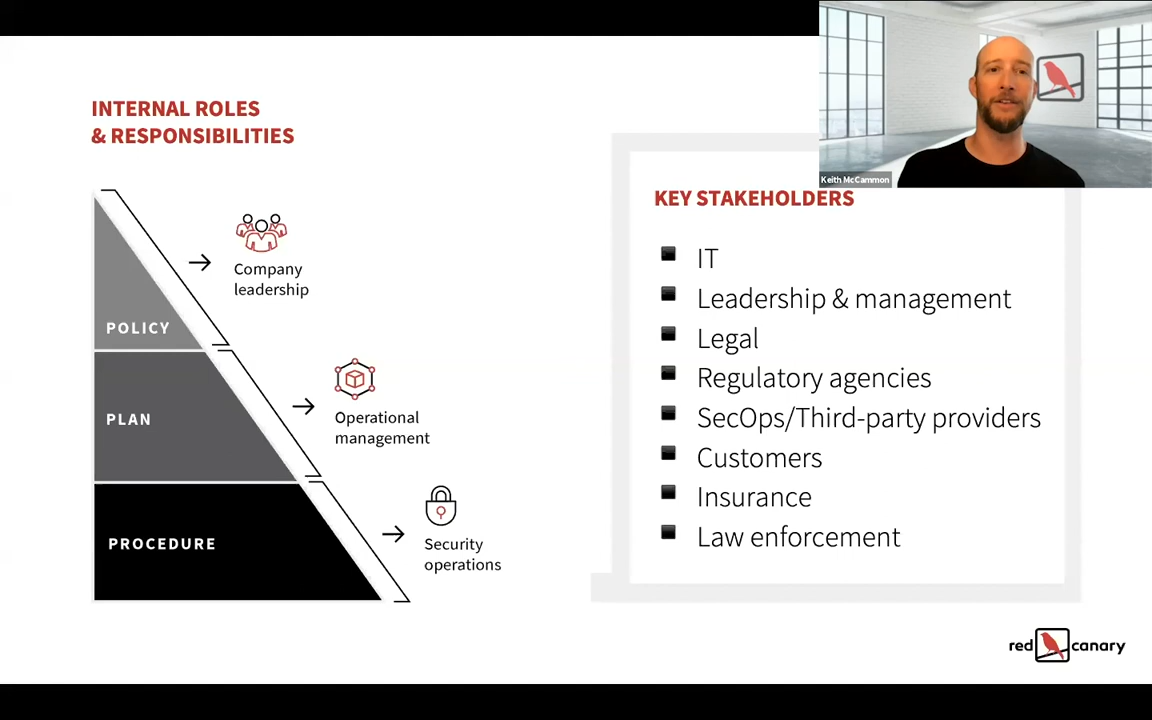 INTERNAL ROLES
& RESPONSIBILITIES
POLICY
Company
leadership
PLAN
Operational
management
PROCEDURE
Security
operations
Keith McCammon
KEY STAKEHOLDERS
IT
Leadership & management
Legal
Regulatory agencies
SecOps/Third-party providers
Customers
Insurance
Law enforcement
red canary